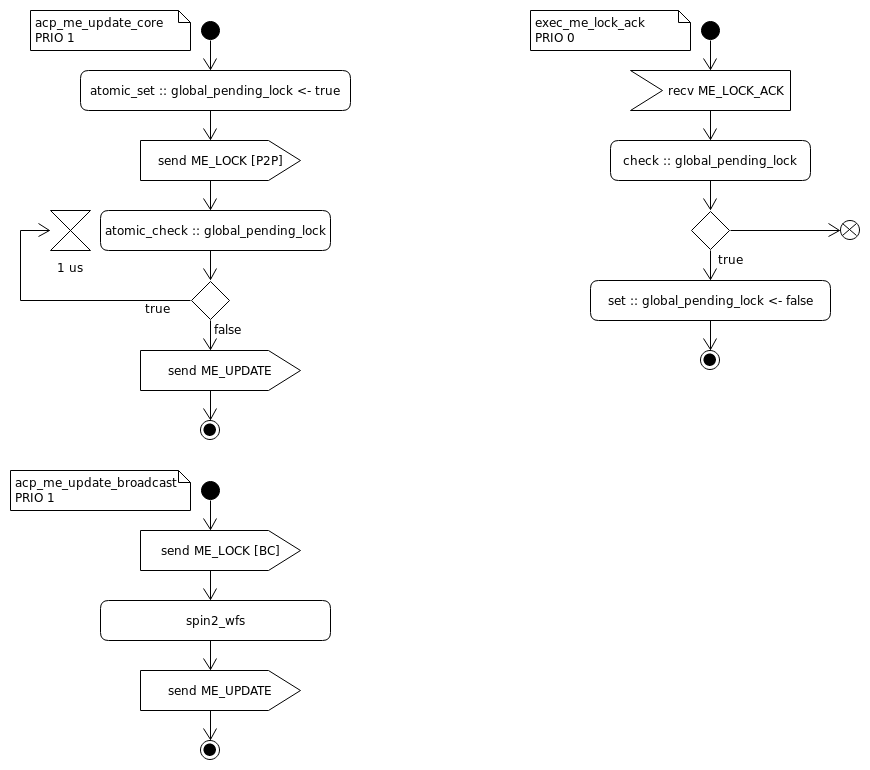 acp_me_update_core
PRIO 1
atomic_set :: global_pending_lock <- true
send ME_LOCK [P2P]
atomic_check :: global_pending_lock
1 us
true
false
send ME_UPDATE
exec_me_lock_ack
PRIO 0
recv ME_LOCK_ACK
check :: global_pending_lock
true
set :: global_pending_lock <- false
acp_me_update_broadcast
PRIO 1
send ME_LOCK [BC]
spin2_wfs
send ME_UPDATE